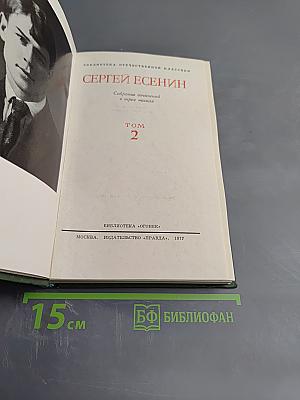 БИБЛИОТЕКА ОТЕЧЕСТВЕННОЙ КЛАССИКИ
СЕРГЕЙ ЕСЕНИН
Собрание сочинений
в трех томах
ТОМ
2
БИБЛИОТЕКА «ОГОНЕК»
МОСКВА. ИЗДАТЕЛЬСТВО «ПРАВДА». 1977
15 см
БФ БИБЛИОФАН